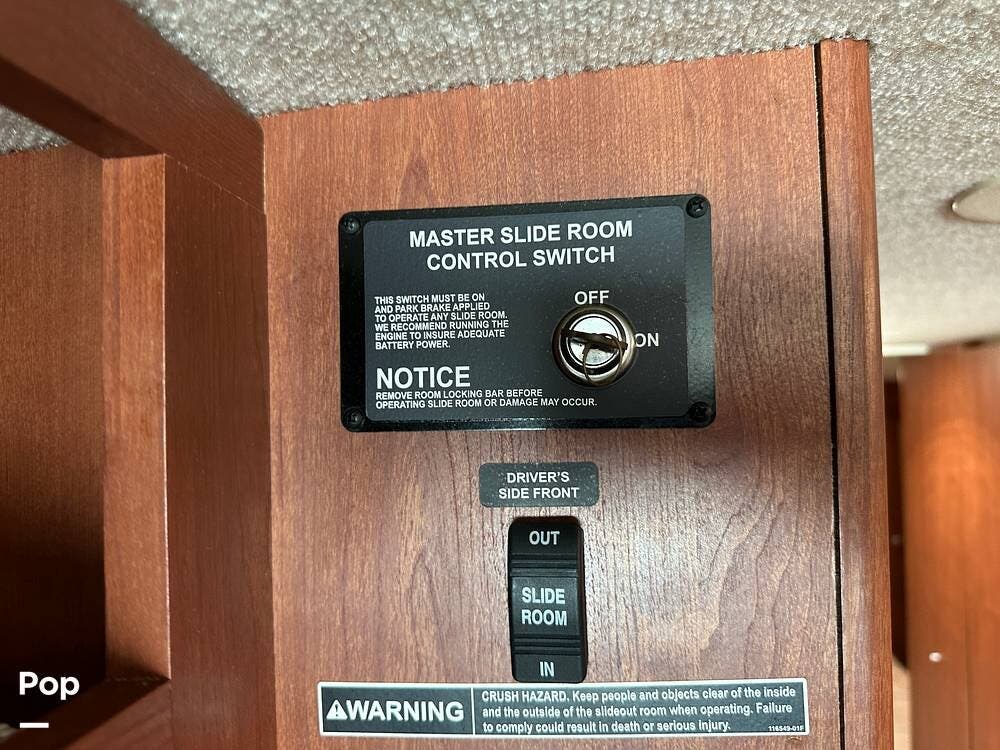 MASTER SLIDE ROOM
CONTROL SWITCH
THIS SWITCH MUST BE ON
AND PARK BRAKE APPLIED
TO OPERATE ANY SLIDE ROOM.
WE RECOMMEND RUNNING THE
ENGINE TO INSURE ADEQUATE
BATTERY POWER.
OFF
ON
NOTICE
REMOVE ROOM LOCKING BAR BEFORE
OPERATING SLIDE ROOM OR DAMAGE MAY OCCUR.
DRIVER'S
SIDE FRONT
OUT
SLIDE
ROOM
IN
WARNING
CRUSH HAZARD. Keep people and objects clear of the inside
and the outside of the slideout room when operating. Failure
to comply could result in death or serious injury.
116549-01F
Pop